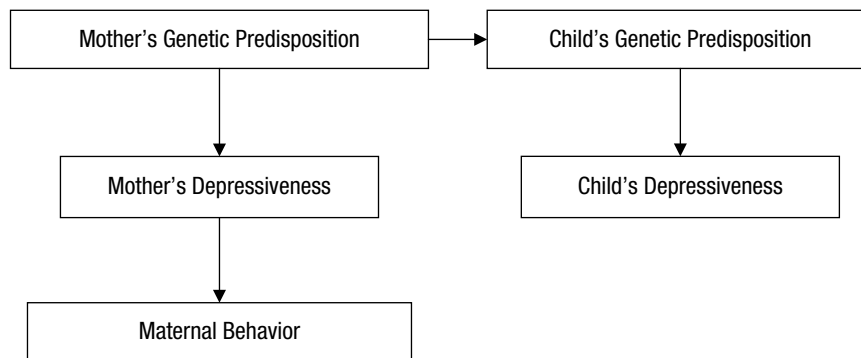 Mother’s Genetic Predisposition
Child’s Genetic Predisposition
Mother’s Depressiveness
Child’s Depressiveness
Maternal Behavior